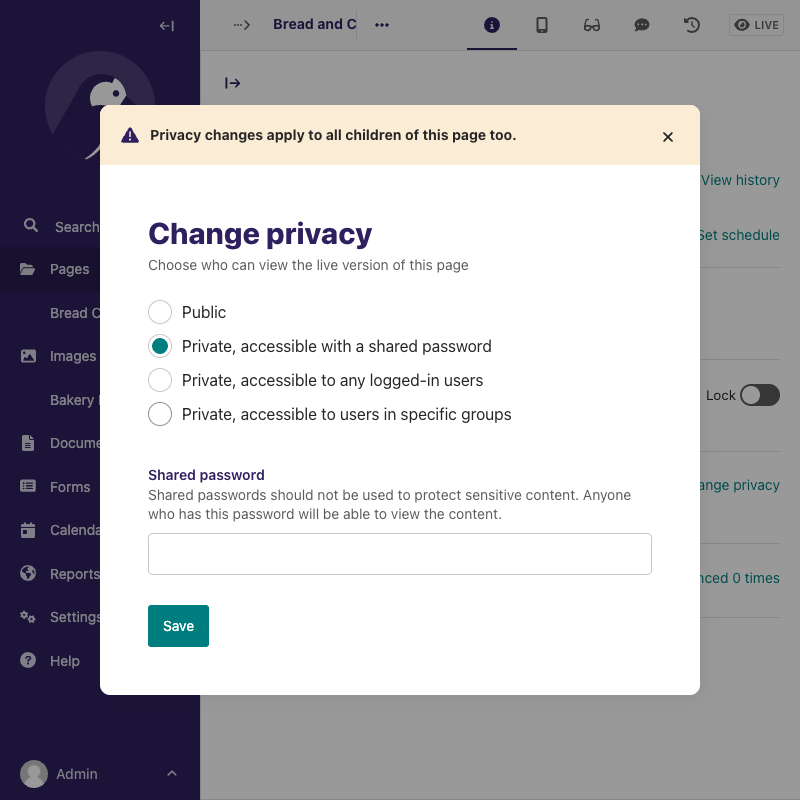 Bread and C
LIVE
Privacy changes apply to all children of this page too.
View history
Search
Set schedule
Change privacy
Choose who can view the live version of this page
Pages
Public
Bread C
Private, accessible with a shared password
Images
Private, accessible to any logged-in users
Lock
Bakery
Private, accessible to users in specific groups
Docume
Shared password
Forms
Shared passwords should not be used to protect sensitive content. Anyone
who has this password will be able to view the content.
ange privacy
Calenda
Reports
nced 0 times
Settings
Save
Help
Admin